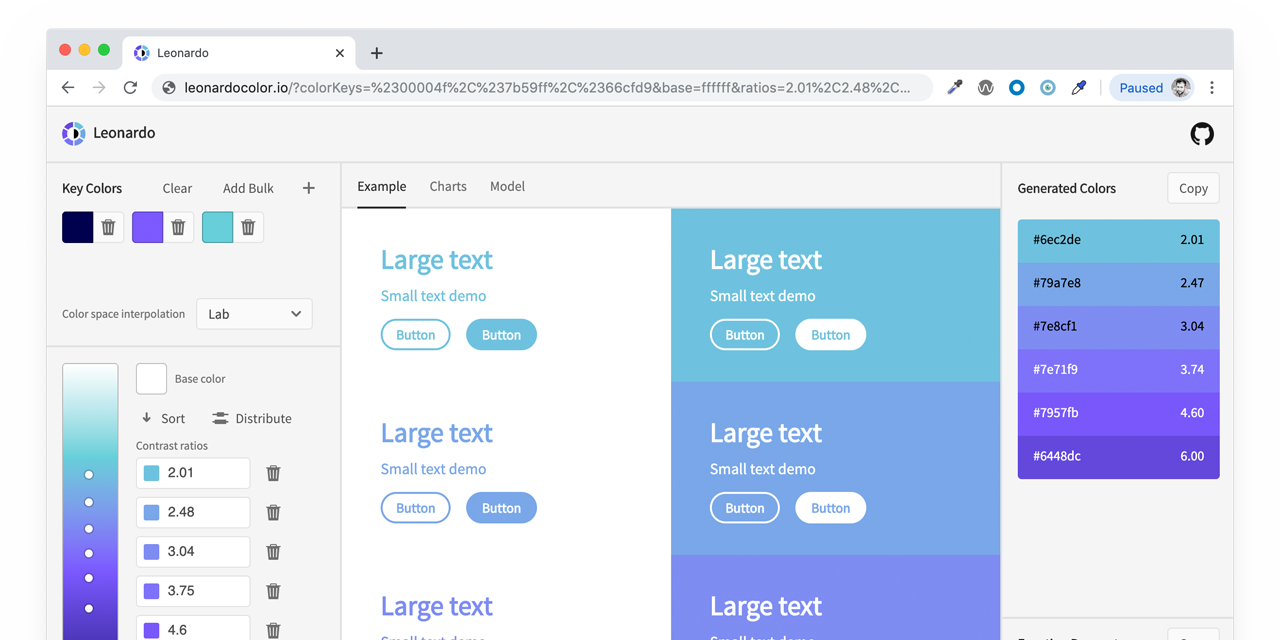 Leonardo
leonardocolor.io/?colorKeys=%2300004f%2C%237b59ff%2C%2366cfd9&base=ffffff&ratios=2.01%2C2.48%2C...
Paused
Leonardo
Key Colors Clear Add Bulk
Color space interpolation Lab
Base color
Sort Distribute
Contrast ratios
2.01
2.48
3.04
3.75
4.6
Example Charts Model
Large text
Small text demo
Button Button
Large text
Small text demo
Button Button
Large text
Small text demo
Button Button
Large text
Small text demo
Button Button
Large text
Large text
Generated Colors Copy
#6ec2de 2.01
#79a7e8 2.47
#7e8cf1 3.04
#7e71f9 3.74
#7957fb 4.60
#6448dc 6.00